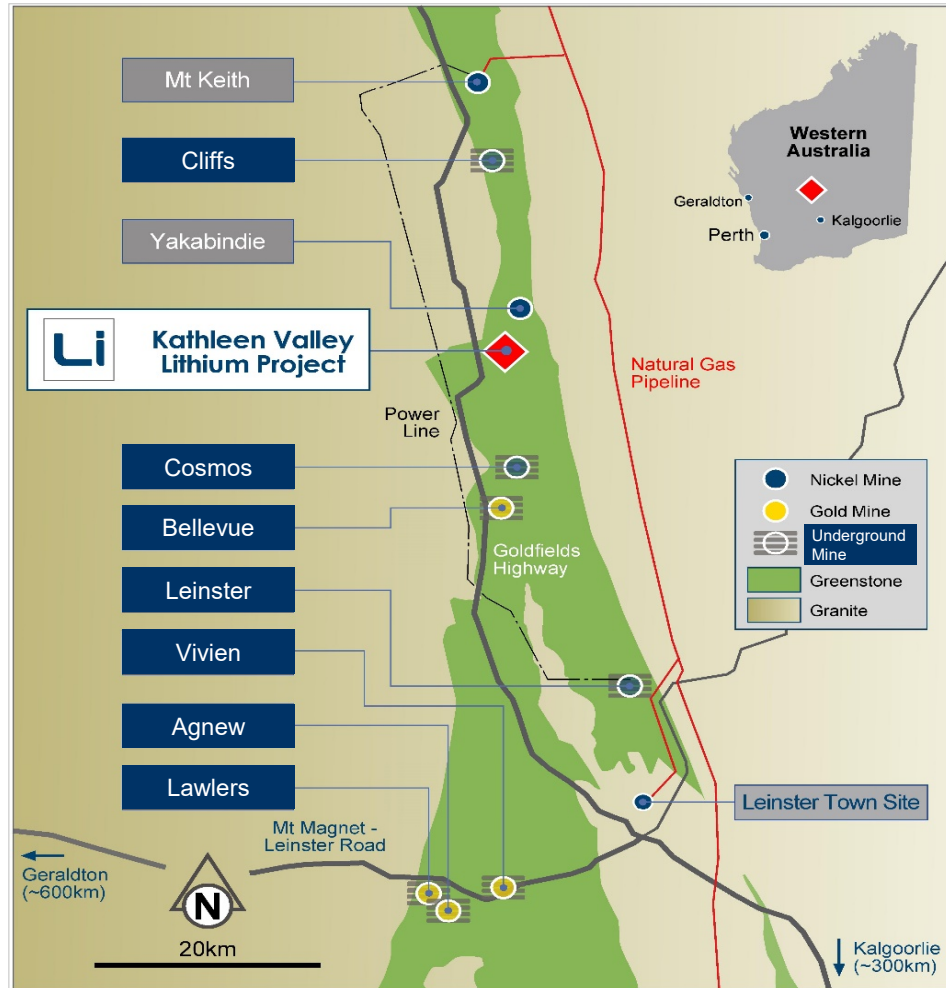 Mt Keith
Cliffs
Yakabindie
Li
Kathleen Valley
Lithium Project
Power
Line
Cosmos
Bellevue
Leinster
Vivien
Agnew
Lawlers
Goldfields
Highway
Natural Gas
Pipeline
Western
Australia
Geraldton
Kalgoorlie
Perth
Nickel Mine
Gold Mine
Underground
Mine
Greenstone
Granite
Leinster Town Site
Mt Magnet -
Leinster Road
Geraldton
(~600km)
N
20km
Kalgoorlie
(~300km)